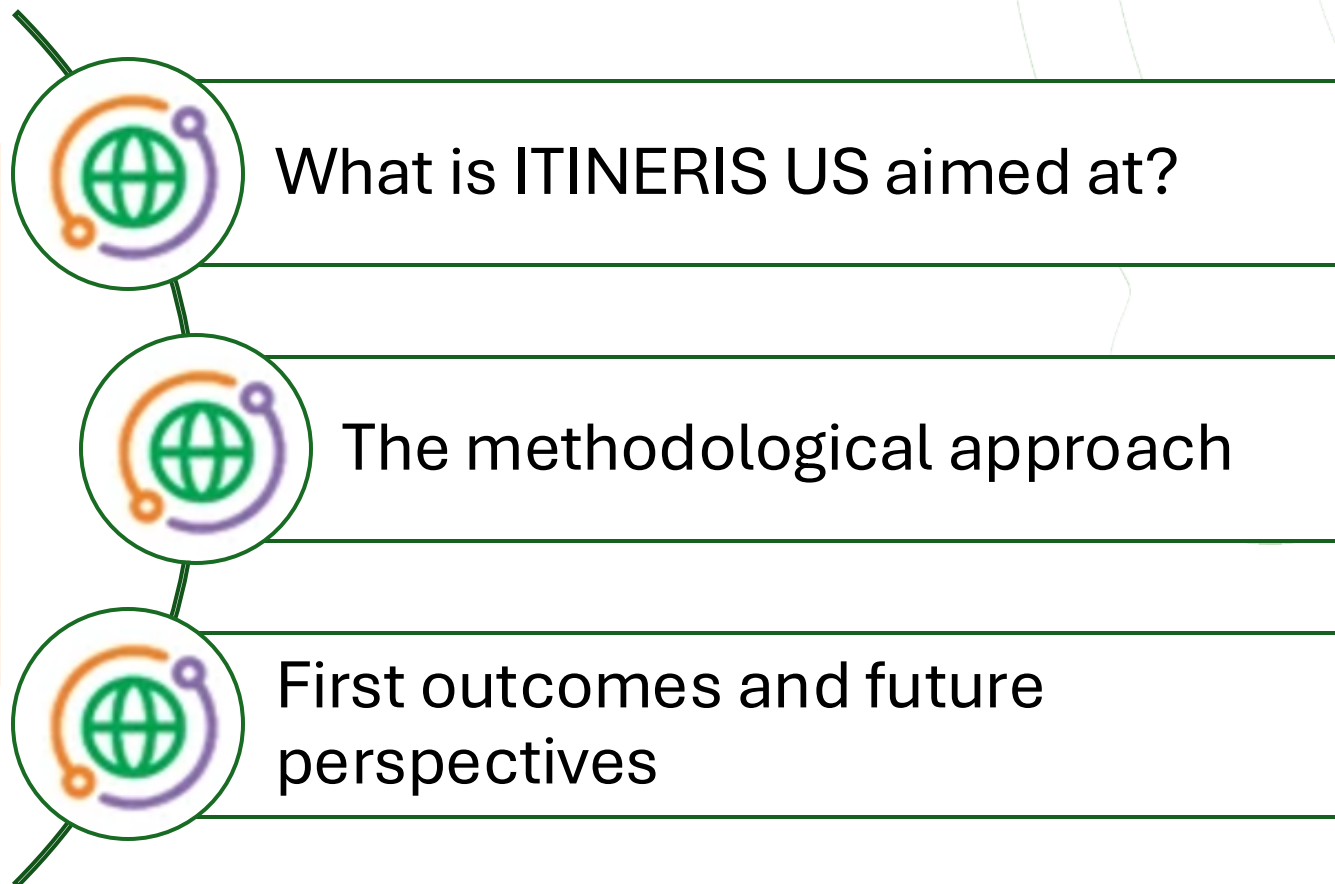 What is ITINERIS US aimed at?
The methodological approach
First outcomes and future
perspectives